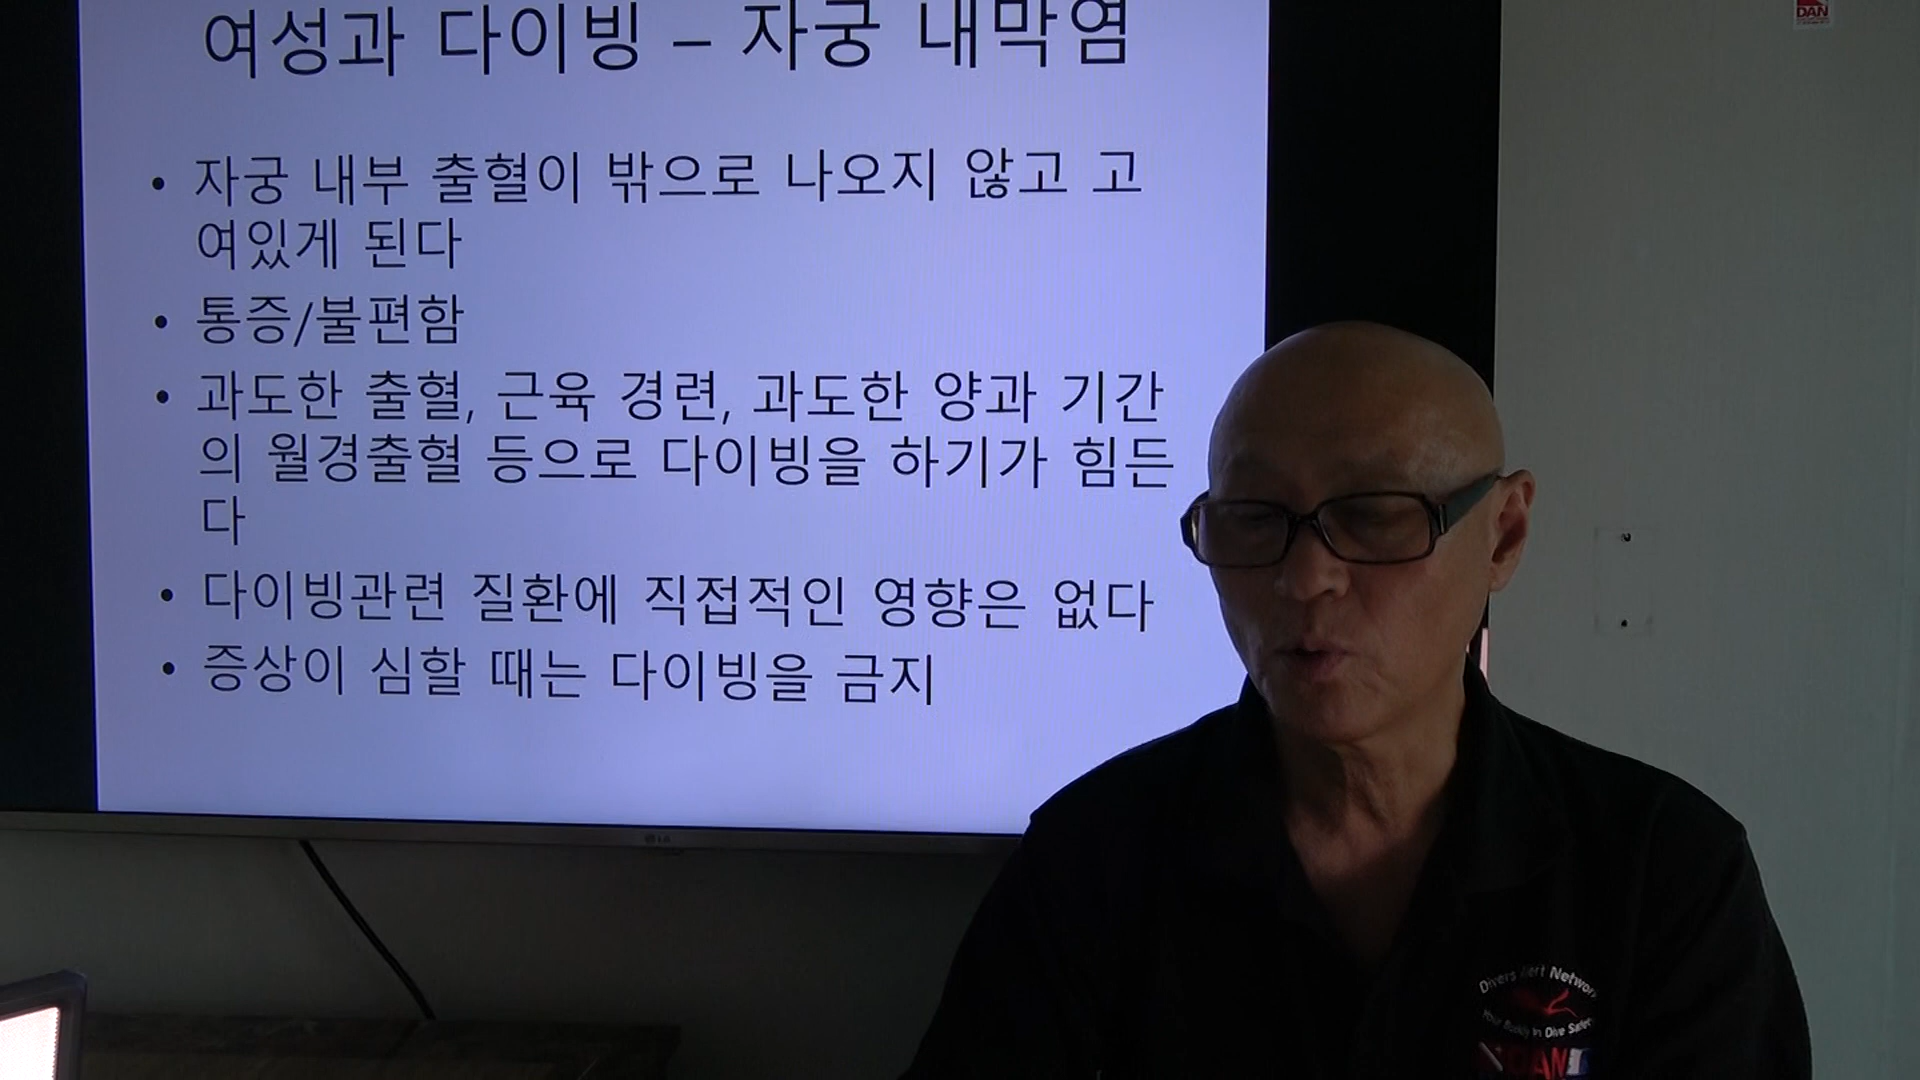 DAN
여성과 다이빙 – 자궁 내막염
• 자궁 내부 출혈이 밖으로 나오지 않고 고
여있게 된다
• 통증/불편함
• 과도한 출혈, 근육 경련, 과도한 양과 기간
의 월경출혈 등으로 다이빙을 하기가 힘든
다
• 다이빙관련 질환에 직접적인 영향은 없다
• 증상이 심할 때는 다이빙을 금지
LG
Divers Alert Network
Your Buddy in Dive Safety
DAN